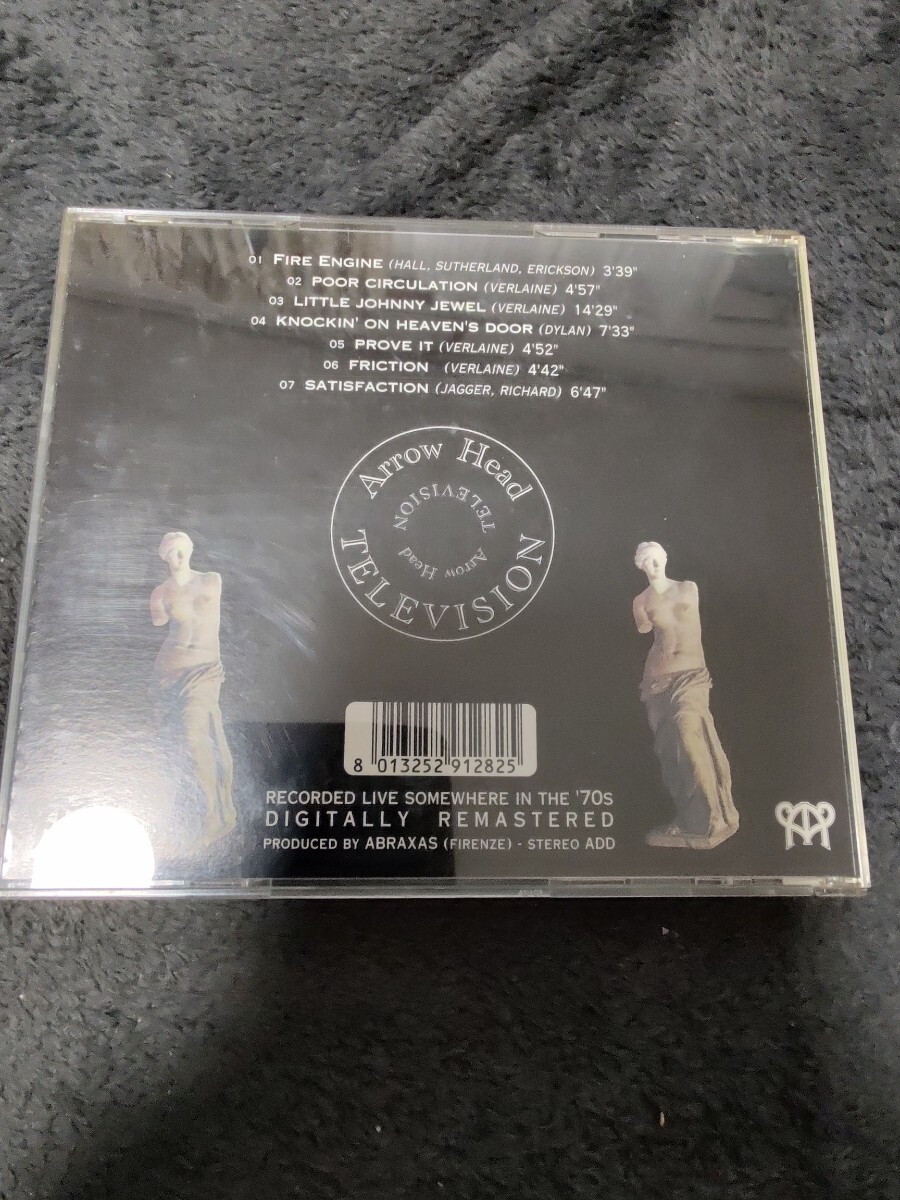 01 FIRE ENGINE (HALL, SUTHERLAND, ERICKSON) 3'39"
02 POOR CIRCULATION (VERLAINE) 4'57"
03 LITTLE JOHNNY JEWEL (VERLAINE) 14'29"
04 KNOCKIN' ON HEAVEN'S DOOR (DYLAN) 7'33"
05 PROVE IT (VERLAINE) 4'52"
06 FRICTION (VERLAINE) 4'42"
07 SATISFACTION (JAGGER, RICHARD) 6'47"
Arrow Head
TELEVISION
Arrow Head
TELEVISION
8 013252 912825
RECORDED LIVE SOMEWHERE IN THE '70S
DIGITALLY REMASTERED
PRODUCED BY ABRAXAS (FIRENZE) - STEREO ADD